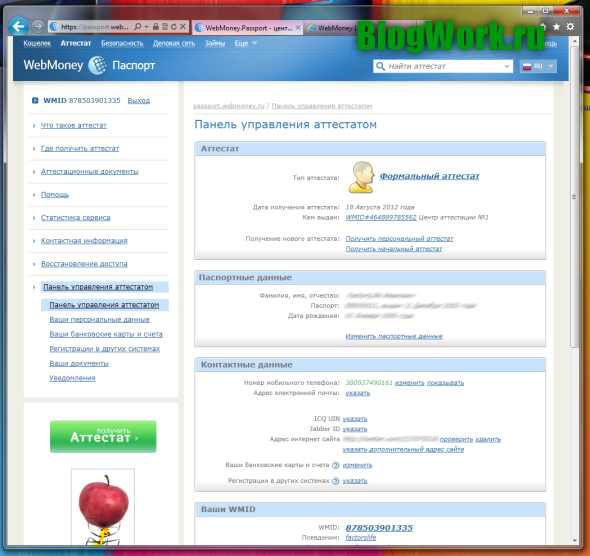 https://passport.web...
WebMoney.Passport - цент...
WebMoney.
BlogWork.ru
Кошелек Аттестат Безопасность Деловая сеть Займы Еще
WebMoney Паспорт
Найти аттестат
RU
WMID 878503901335 Выход
Что такое аттестат
Где получить аттестат
Аттестационные документы
Помощь
Статистика сервиса
Контактная информация
Восстановление доступа
Панель управления аттестатом
Панель управления аттестатом
Ваши персональные данные
Ваши банковские карты и счета
Регистрации в других системах
Ваши документы
Уведомления
получить
Аттестат ›
passport.webmoney.ru / Панель управления аттестатом
Панель управления аттестатом
Аттестат
Тип аттестата: Формальный аттестат
Дата получения аттестата: 18 Августа 2012 года
Кем выдан: WMID#464889785562 Центр аттестации №1
Получение нового аттестата: Получить персональный аттестат
Получить начальный аттестат
Паспортные данные
Фамилия, имя, отчество:
Паспорт:
Дата рождения:
Изменить паспортные данные
Контактные данные
Номер мобильного телефона: 380937490161 изменить показывать
Адрес электронной почты: указать
ICQ UIN указать
Jabber ID указать
Адрес интернет сайта проверить удалить
указать дополнительный адрес сайта
Ваши банковские карты и счета ? изменить
Регистрации в других системах ? указать
Ваши WMID
WMID: 878503901335
Псевдоним: factorslife